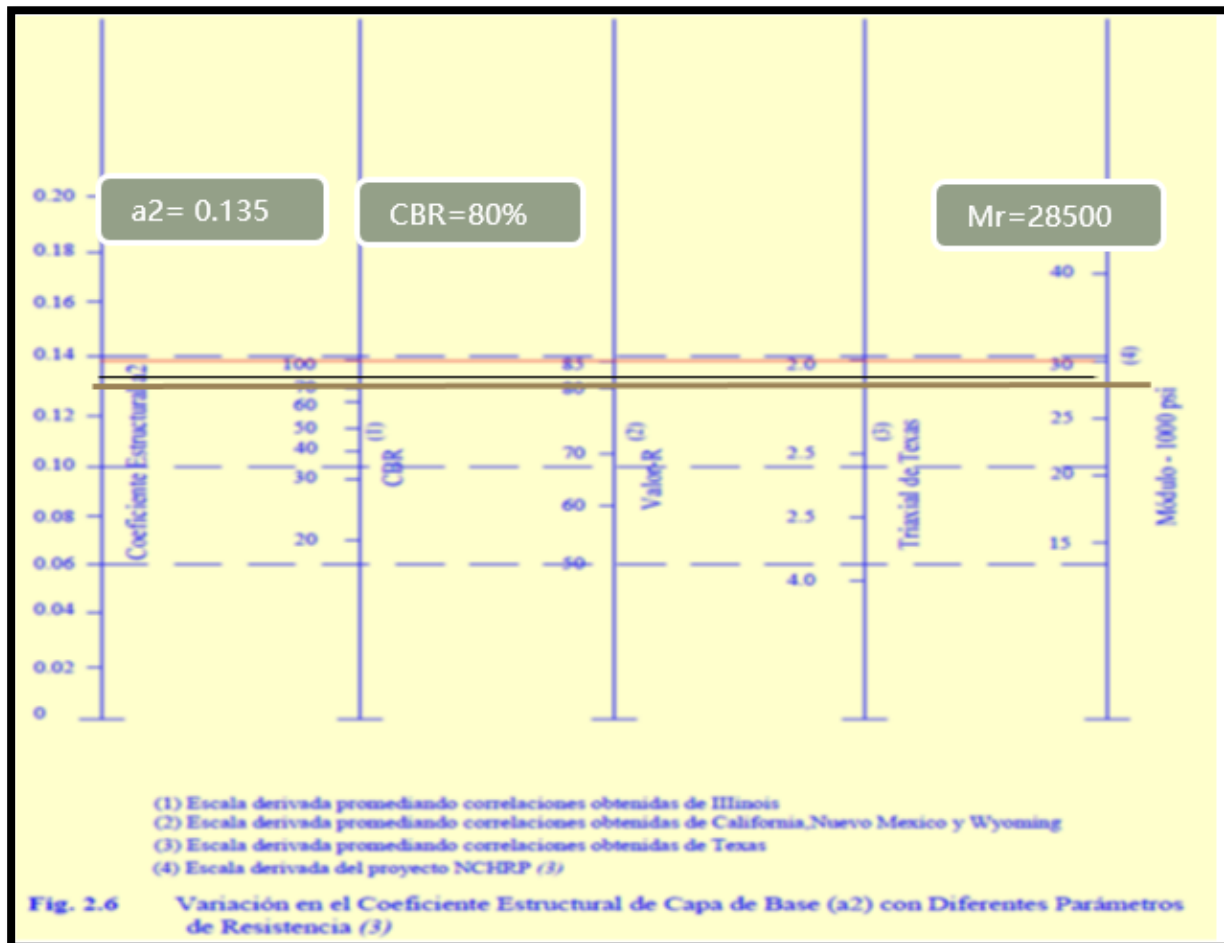 a2= 0.135
CBR=80%
Mr=28500
0.20
0.18
0.16
0.14
0.12
0.10
0.08
0.06
0.04
0.02
0
Coeficiente Estructural a2
100
60
50
40
30
20
(1)
CBR
85
80
70
60
50
(2)
Valor-R
2.0
2.5
2.5
4.0
(3)
Triaxial de Texas
40
30
25
20
15
(4)
Módulo - 1000 psi
(1) Escala derivada promediando correlaciones obtenidas de Illinois
(2) Escala derivada promediando correlaciones obtenidas de California,Nuevo Mexico y Wyoming
(3) Escala derivada promediando correlaciones obtenidas de Texas
(4) Escala derivada del proyecto NCHRP (3)
Fig. 2.6 Variación en el Coeficiente Estructural de Capa de Base (a2) con Diferentes Parámetros
de Resistencia (3)